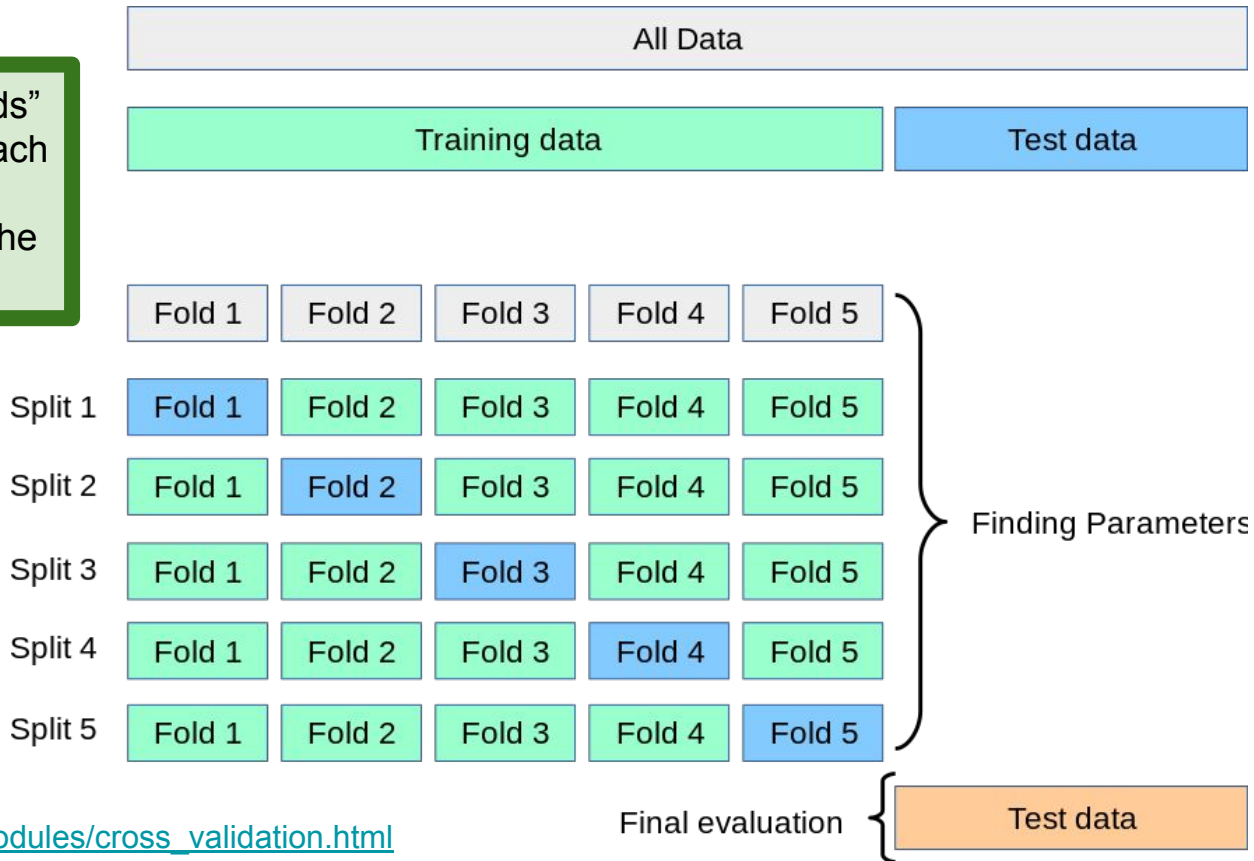 All Data
ds”
ach
he
Training data Test data
Fold 1 Fold 2 Fold 3 Fold 4 Fold 5
Split 1 Fold 1 Fold 2 Fold 3 Fold 4 Fold 5
Split 2 Fold 1 Fold 2 Fold 3 Fold 4 Fold 5
Split 3 Fold 1 Fold 2 Fold 3 Fold 4 Fold 5
Split 4 Fold 1 Fold 2 Fold 3 Fold 4 Fold 5
Split 5 Fold 1 Fold 2 Fold 3 Fold 4 Fold 5
Finding Parameters
Final evaluation Test data
odules/cross_validation.html